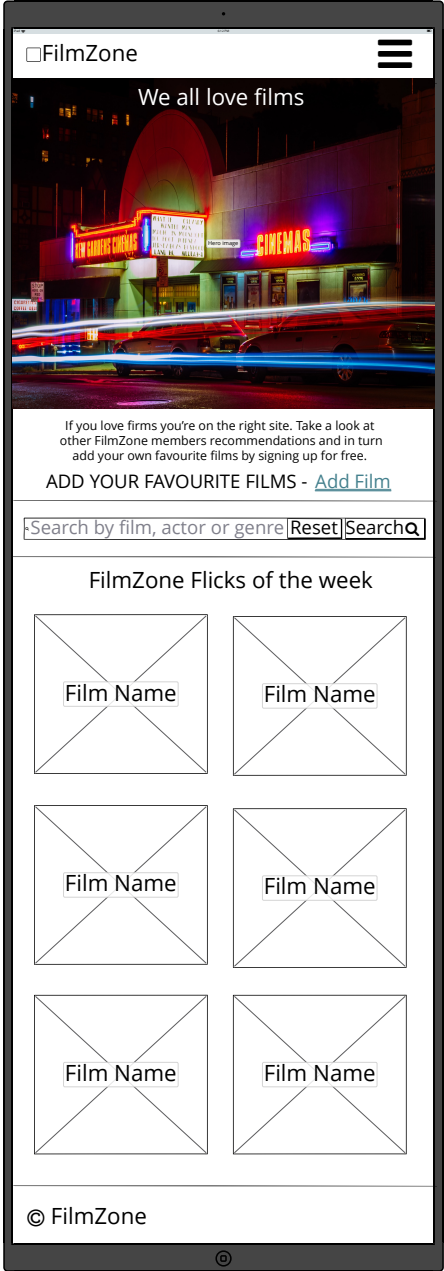 FilmZone
We all love films
KEW GARDENS CINEMAS
Hero image
CINEMAS
If you love firms you're on the right site. Take a look at
other FilmZone members recommendations and in turn
add your own favourite films by signing up for free.
ADD YOUR FAVOURITE FILMS - Add Film
Search by film, actor or genre Reset Search
FilmZone Flicks of the week
Film Name Film Name
Film Name Film Name
Film Name Film Name
© FilmZone